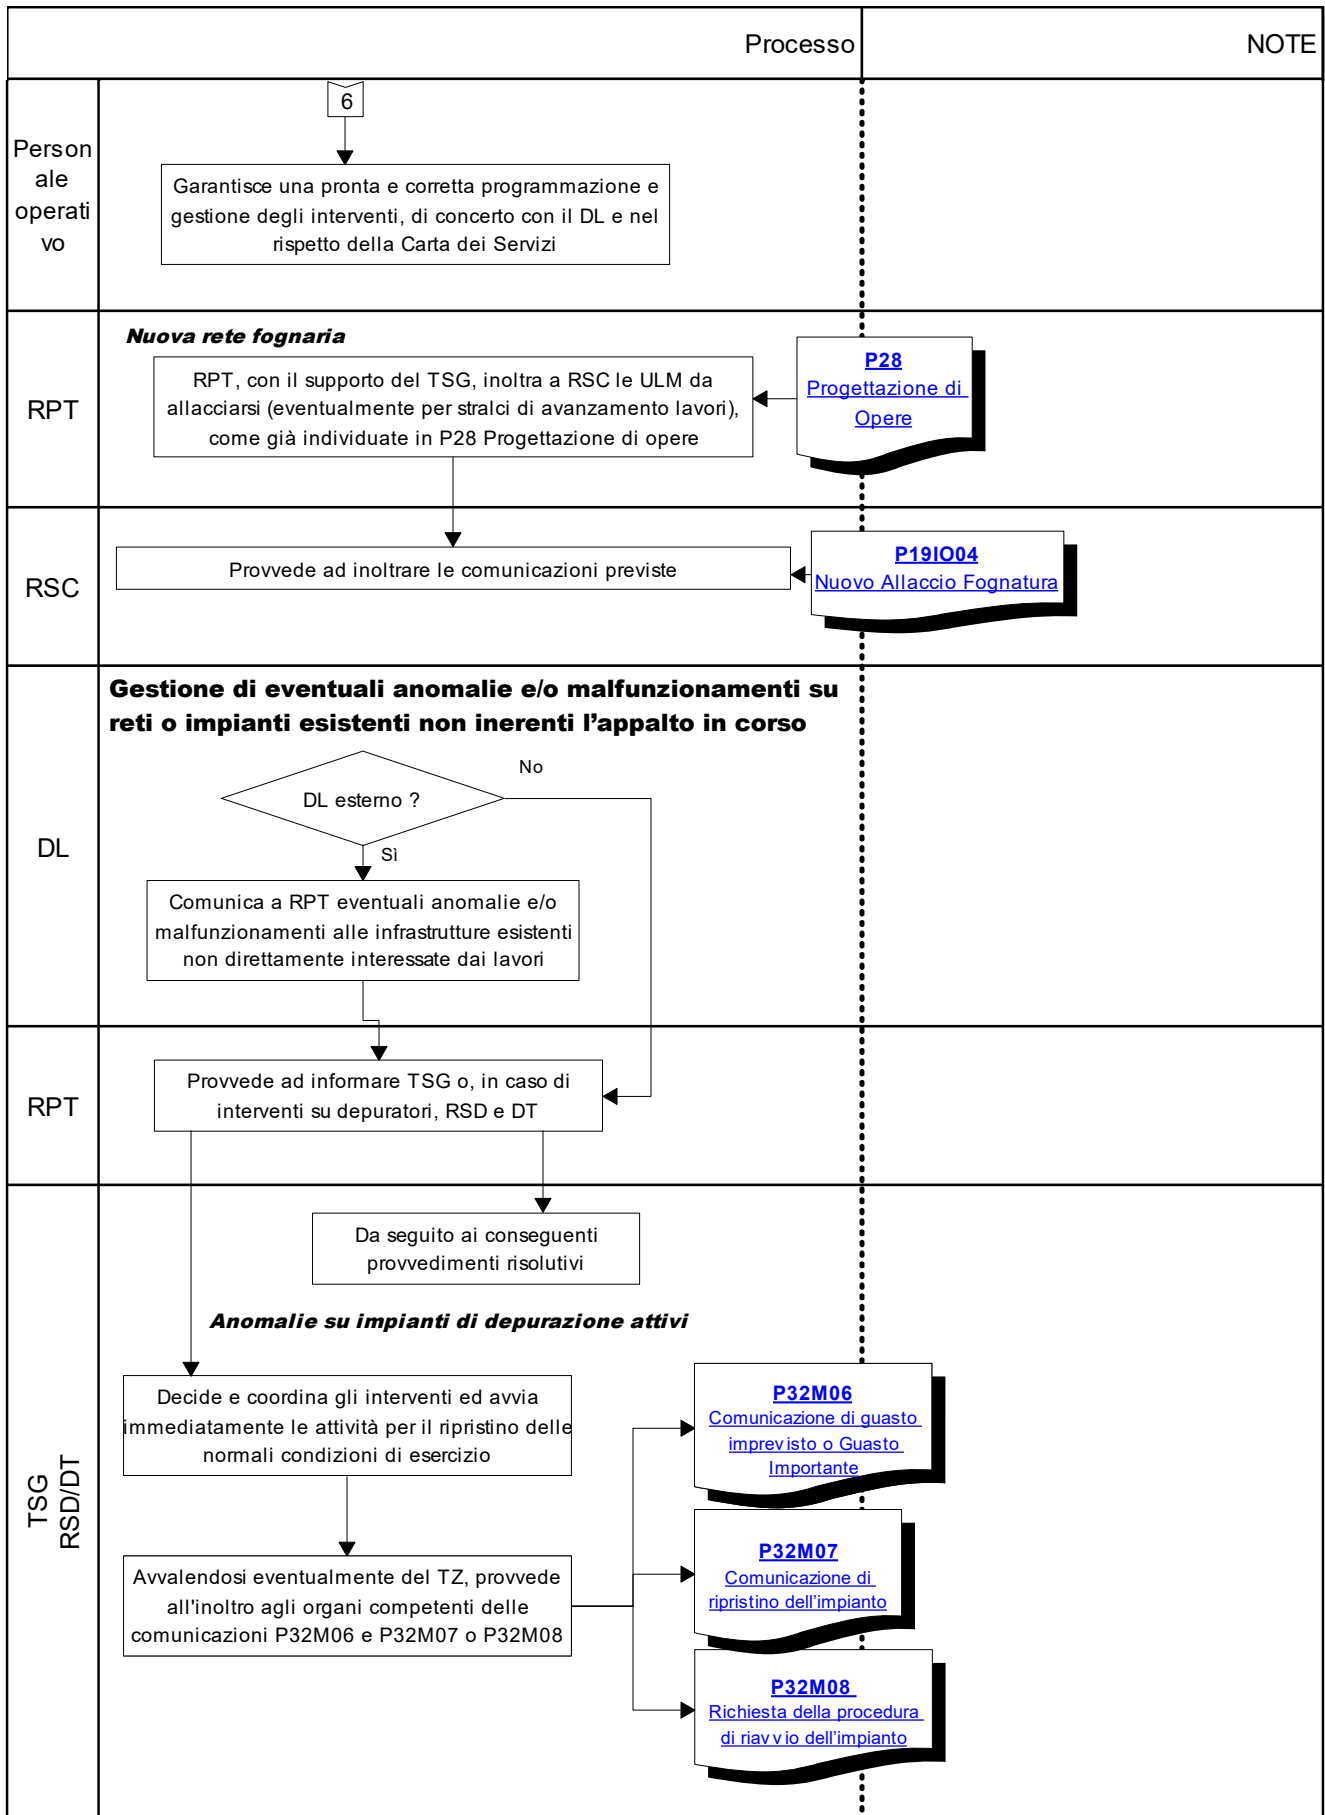 Processo
NOTE
6
Person
ale
operati
vo
Garantisce una pronta e corretta programmazione e
gestione degli interventi, di concerto con il DL e nel
rispetto della Carta dei Servizi
RPT
Nuova rete fognaria
RPT, con il supporto del TSG, inoltra a RSC le ULM da
allacciarsi (eventualmente per stralci di avanzamento lavori),
come già individuate in P28 Progettazione di opere
P28
Progettazione di
Opere
RSC
Provvede ad inoltrare le comunicazioni previste
P19IO04
Nuovo Allaccio Fognatura
DL
Gestione di eventuali anomalie e/o malfunzionamenti su
reti o impianti esistenti non inerenti l’appalto in corso
No
DL esterno ?
Sì
Comunica a RPT eventuali anomalie e/o
malfunzionamenti alle infrastrutture esistenti
non direttamente interessate dai lavori
RPT
Provvede ad informare TSG o, in caso di
interventi su depuratori, RSD e DT
TSG
RSD/DT
Da seguito ai conseguenti
provvedimenti risolutivi
Anomalie su impianti di depurazione attivi
Decide e coordina gli interventi ed avvia
immediatamente le attività per il ripristino delle
normali condizioni di esercizio
P32M06
Comunicazione di guasto
imprevisto o Guasto
Importante
Avvalendosi eventualmente del TZ, provvede
all'inoltro agli organi competenti delle
comunicazioni P32M06 e P32M07 o P32M08
P32M07
Comunicazione di
ripristino dell’impianto
P32M08
Richiesta della procedura
di riavvio dell’impianto